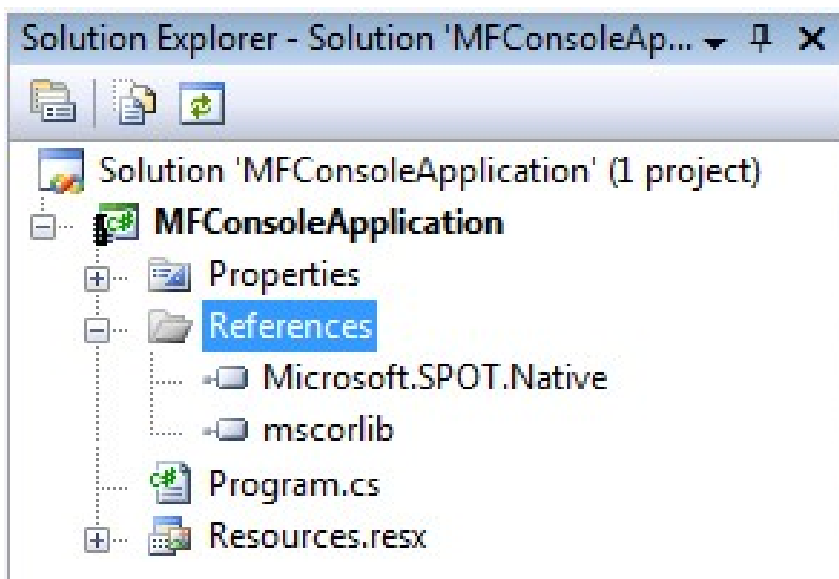 Solution Explorer - Solution 'MFConsoleAp...
Solution 'MFConsoleApplication' (1 project)
MFConsoleApplication
Properties
References
Microsoft.SPOT.Native
mscorlib
Program.cs
Resources.resx